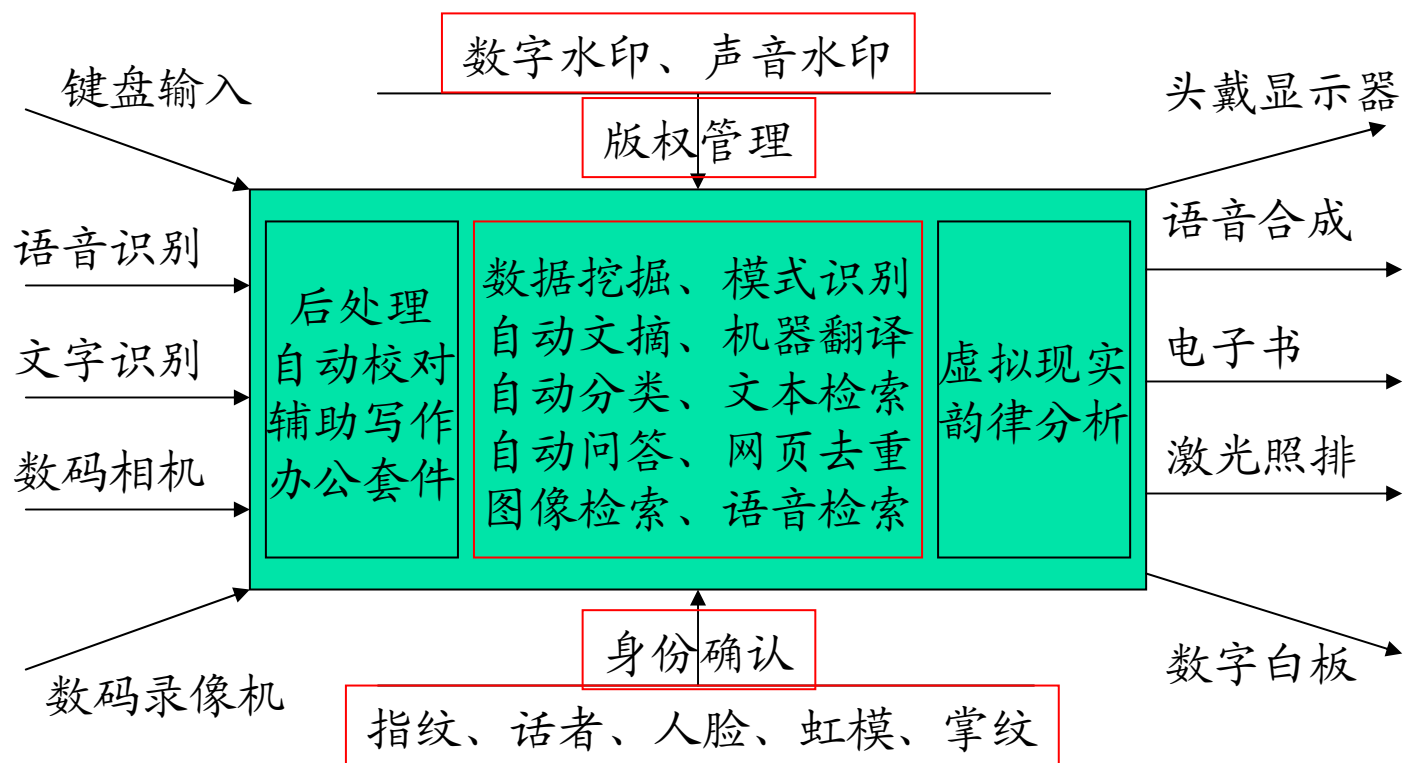 数字水印、声音水印
键盘输入
头戴显示器
版权管理
语音识别
文字识别
数码相机
数码录像机
后处理
自动校对
辅助写作
办公套件
数据挖掘、模式识别
自动文摘、机器翻译
自动分类、文本检索
自动问答、网页去重
图像检索、语音检索
虚拟现实
韵律分析
语音合成
电子书
激光照排
数字白板
身份确认
指纹、话者、人脸、虹模、掌纹